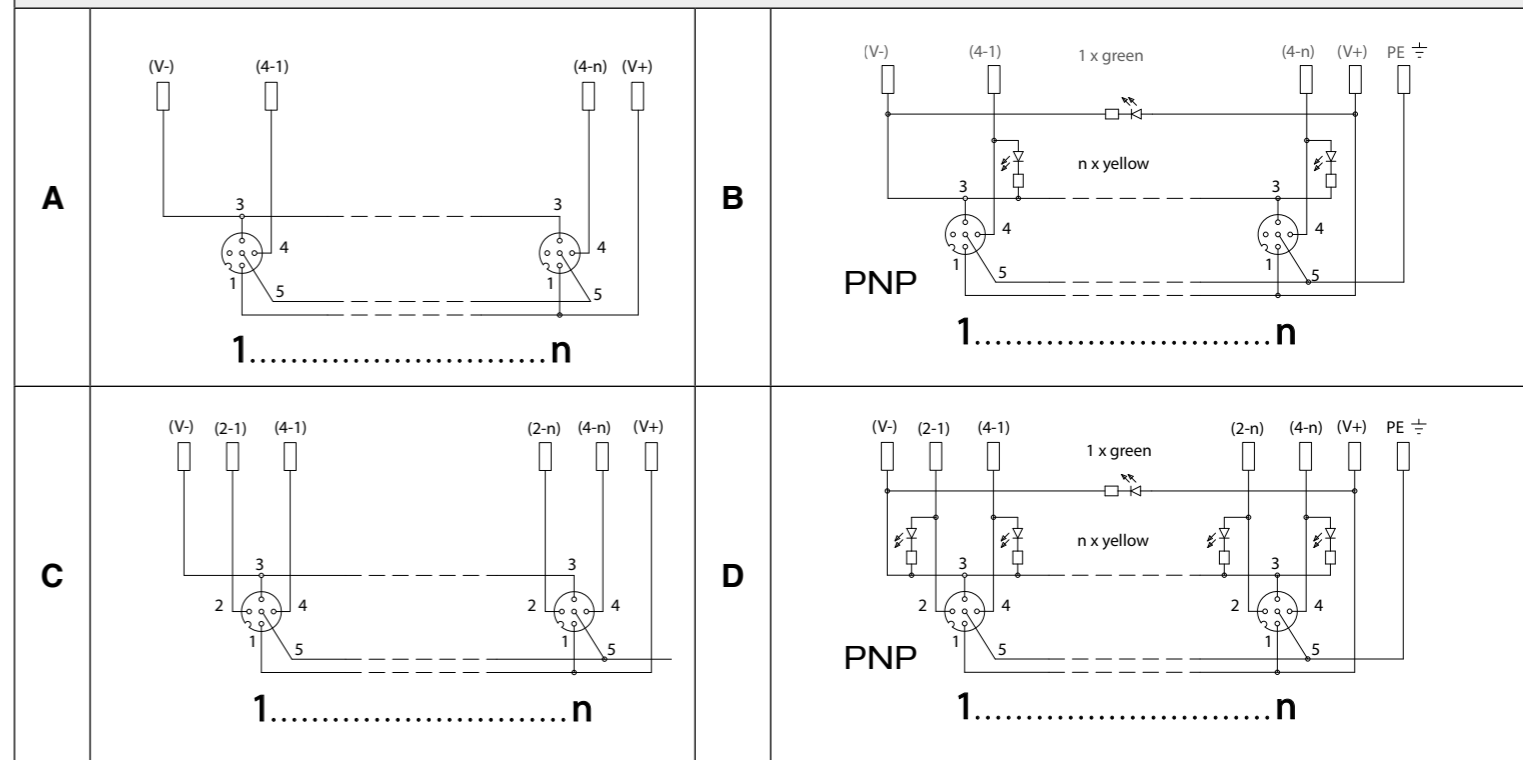 A
(V-) (4-1) (4-n) (V+)
3 3
4 4
1 1
5 5
1............................n
B
(V-) (4-1) 1 x green (4-n) (V+) PE
n x yellow
3 3
4 4
1 1
5 5
PNP
1............................n
C
(V-) (2-1) (4-1) (2-n) (4-n) (V+)
3 3
2 4 2 4
1 1
5 5
1............................n
D
(V-) (2-1) (4-1) (2-n) (4-n) (V+) PE
1 x green
n x yellow
3 3
2 4 2 4
1 1
5 5
PNP
1............................n